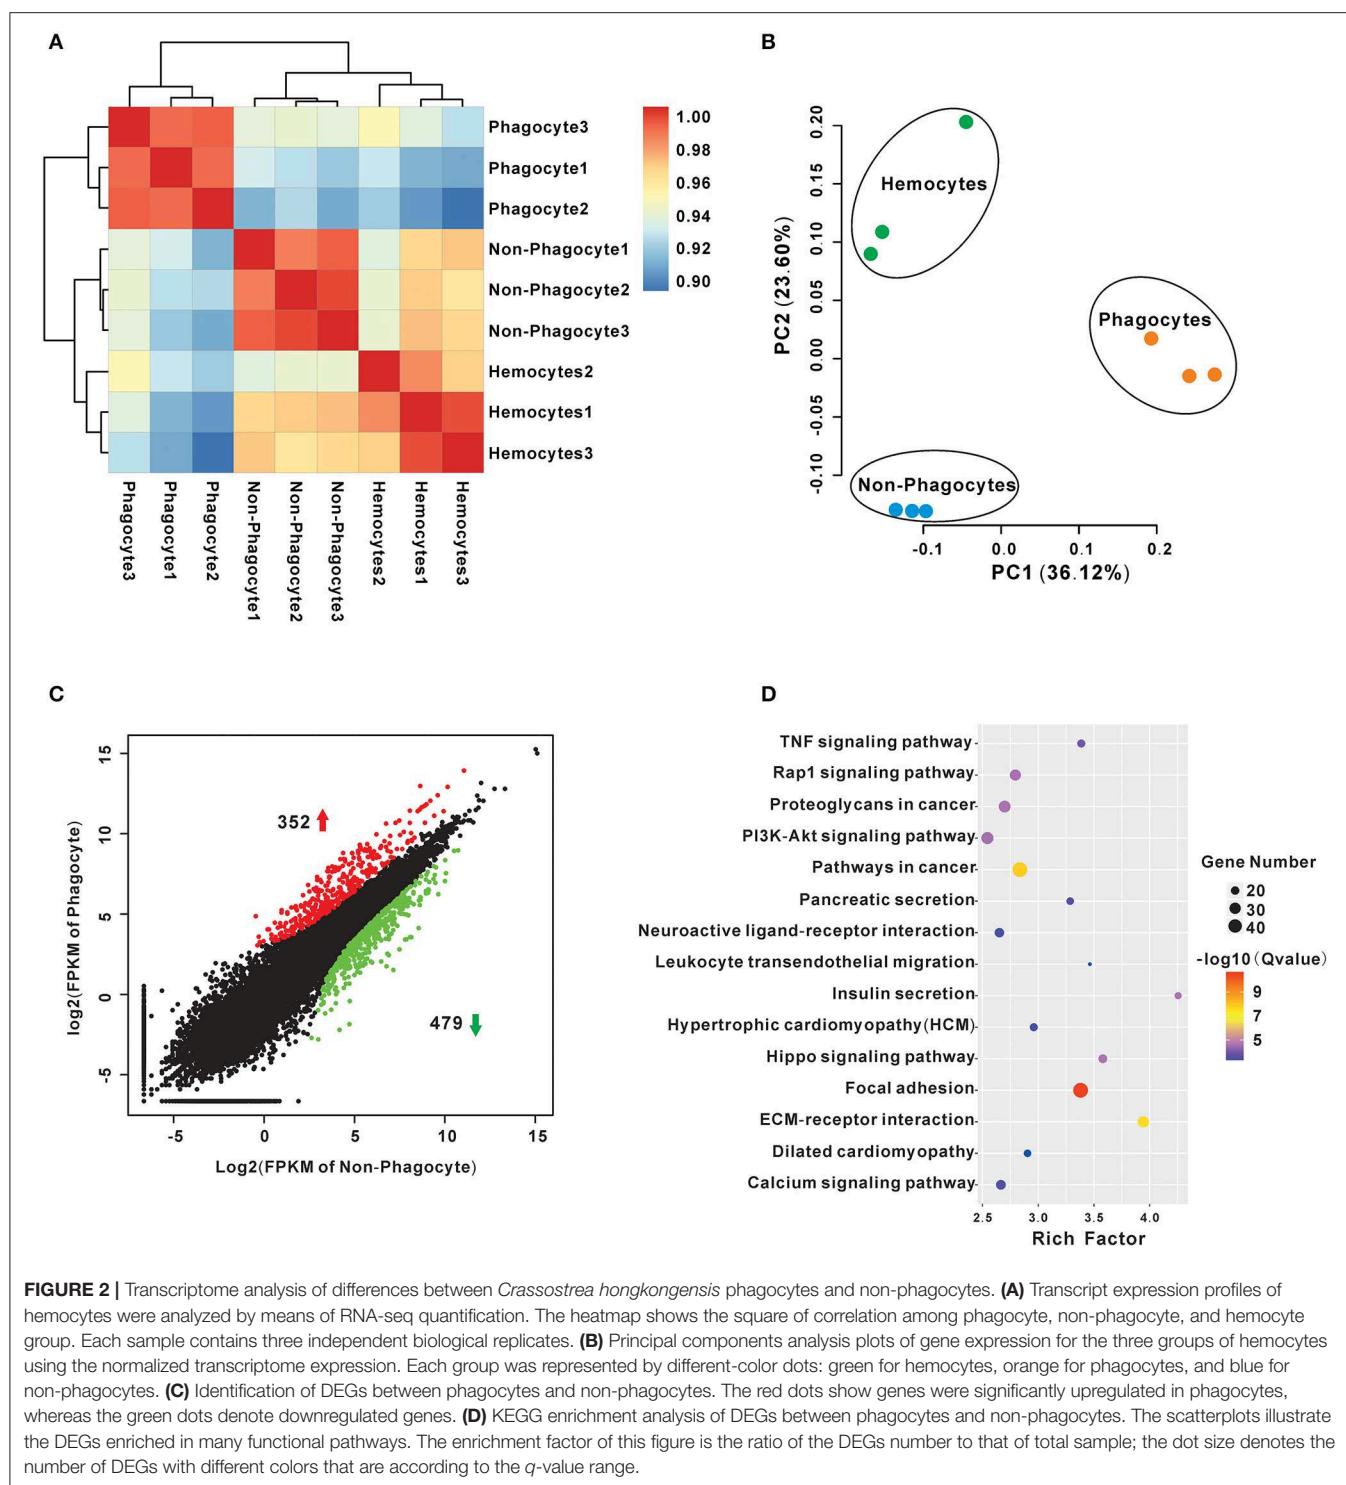 A
1.00
0.98
0.96
0.94
0.92
0.90
Phagocyte3
Phagocyte1
Phagocyte2
Non-Phagocyte1
Non-Phagocyte2
Non-Phagocyte3
Hemocytes2
Hemocytes1
Hemocytes3
Phagocyte3
Phagocyte1
Phagocyte2
Non-Phagocyte1
Non-Phagocyte2
Non-Phagocyte3
Hemocytes2
Hemocytes1
Hemocytes3
B
PC2 (23.60%)
0.20
0.15
0.10
0.05
0.00
-0.05
-0.10
Hemocytes
Phagocytes
Non-Phagocytes
-0.1 0.0 0.1 0.2
PC1 (36.12%)
C
log2(FPKM of Phagocyte)
15
10
5
0
-5
352
479
-5 0 5 10 15
Log2(FPKM of Non-Phagocyte)
D
TNF signaling pathway
Rap1 signaling pathway
Proteoglycans in cancer
PI3K-Akt signaling pathway
Pathways in cancer
Pancreatic secretion
Neuroactive ligand-receptor interaction
Leukocyte transendothelial migration
Insulin secretion
Hypertrophic cardiomyopathy(HCM)
Hippo signaling pathway
Focal adhesion
ECM-receptor interaction
Dilated cardiomyopathy
Calcium signaling pathway
2.5 3.0 3.5 4.0
Rich Factor
Gene Number
20
30
40
-log10(Qvalue)
9
7
5
FIGURE 2 | Transcriptome analysis of differences between Crassostrea hongkongensis phagocytes and non-phagocytes. (A) Transcript expression profiles of
hemocytes were analyzed by means of RNA-seq quantification. The heatmap shows the square of correlation among phagocyte, non-phagocyte, and hemocyte
group. Each sample contains three independent biological replicates. (B) Principal components analysis plots of gene expression for the three groups of hemocytes
using the normalized transcriptome expression. Each group was represented by different-color dots: green for hemocytes, orange for phagocytes, and blue for
non-phagocytes. (C) Identification of DEGs between phagocytes and non-phagocytes. The red dots show genes were significantly upregulated in phagocytes,
whereas the green dots denote downregulated genes. (D) KEGG enrichment analysis of DEGs between phagocytes and non-phagocytes. The scatterplots illustrate
the DEGs enriched in many functional pathways. The enrichment factor of this figure is the ratio of the DEGs number to that of total sample; the dot size denotes the
number of DEGs with different colors that are according to the q-value range.